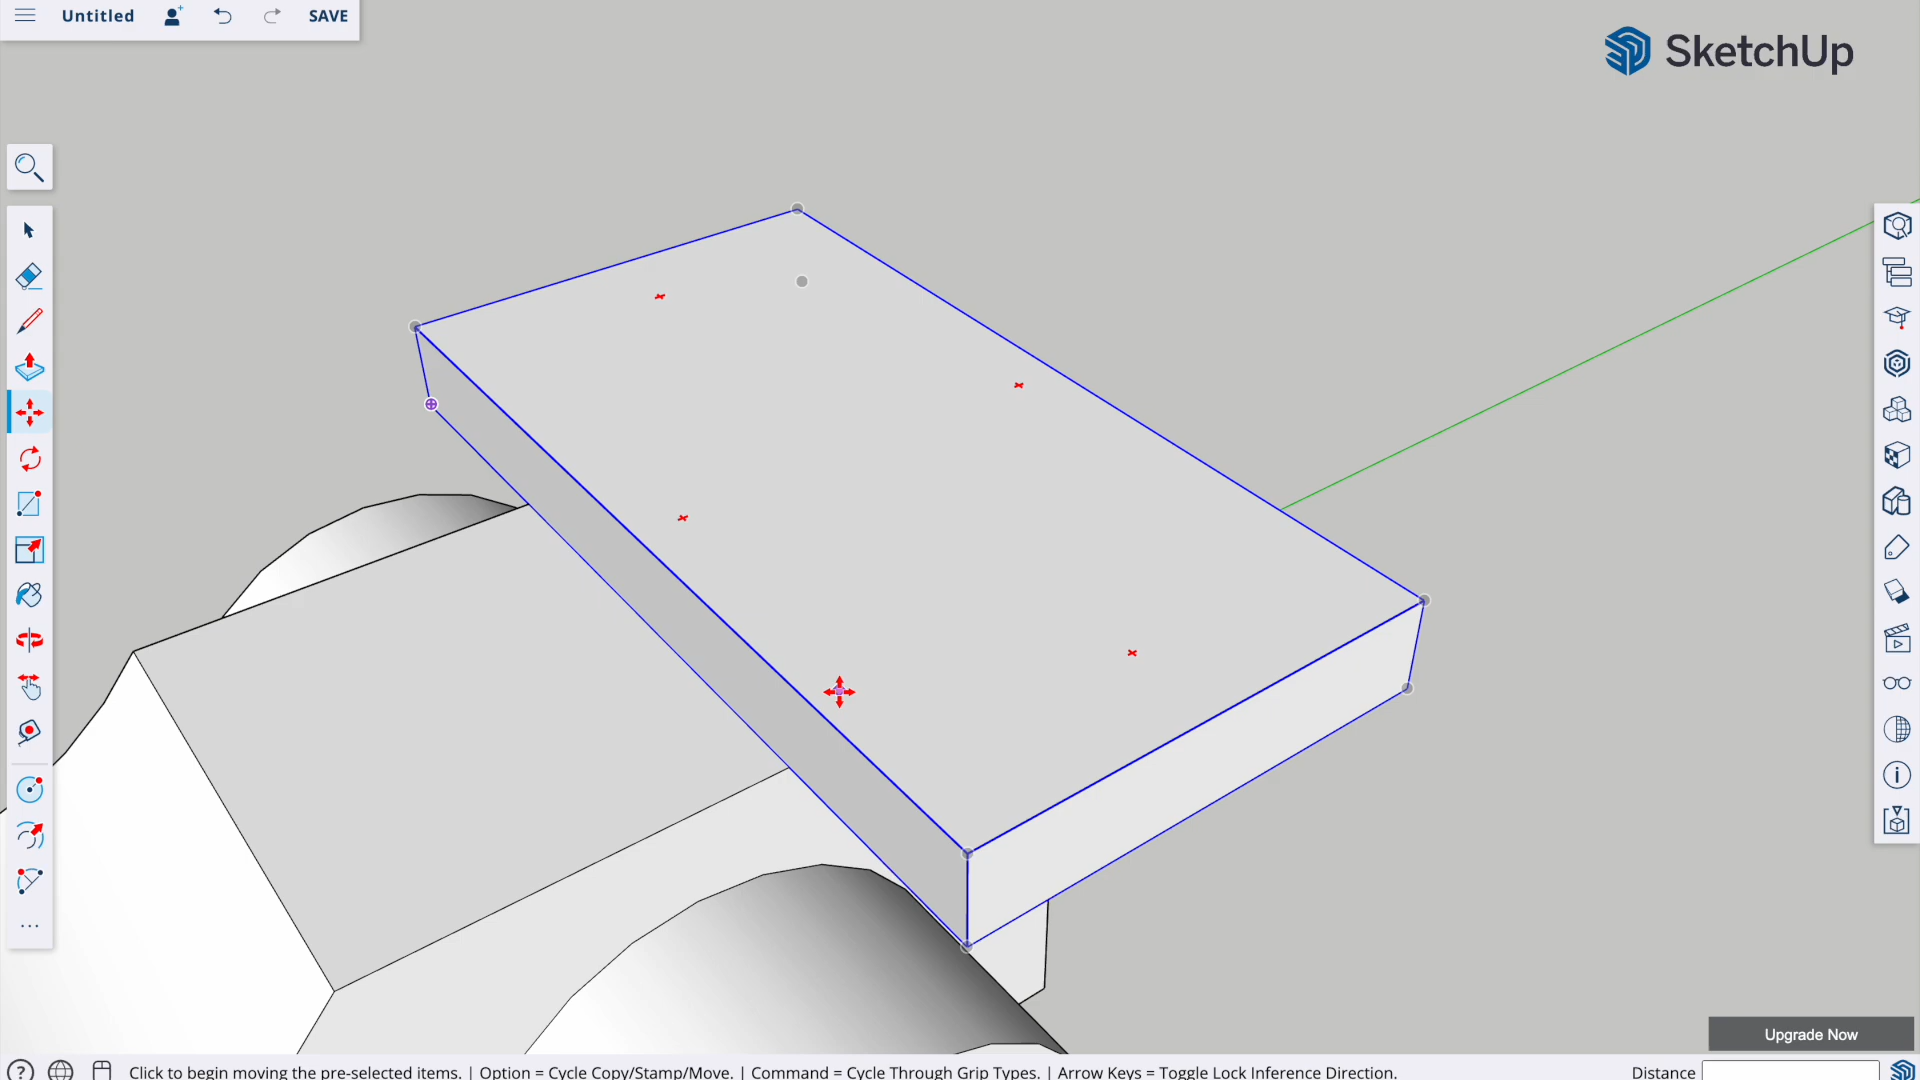 Untitled
SAVE
SketchUp
Upgrade Now
Click to begin moving the pre-selected items. | Option = Cycle Copy/Stamp/Move. | Command = Cycle Through Grip Types. | Arrow Keys = Toggle Lock Inference Direction.
Distance